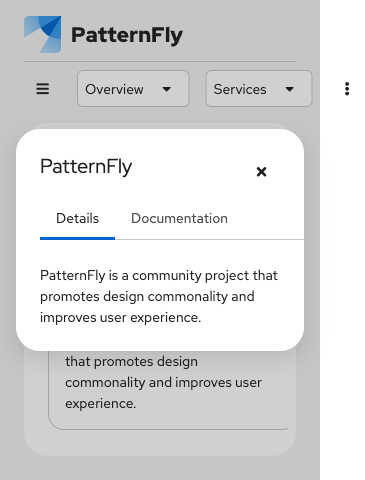 PatternFly
Overview
Services
PatternFly
Details
Documentation
PatternFly is a community project that
promotes design commonality and
improves user experience.
that promotes design
commonality and improves user
experience.